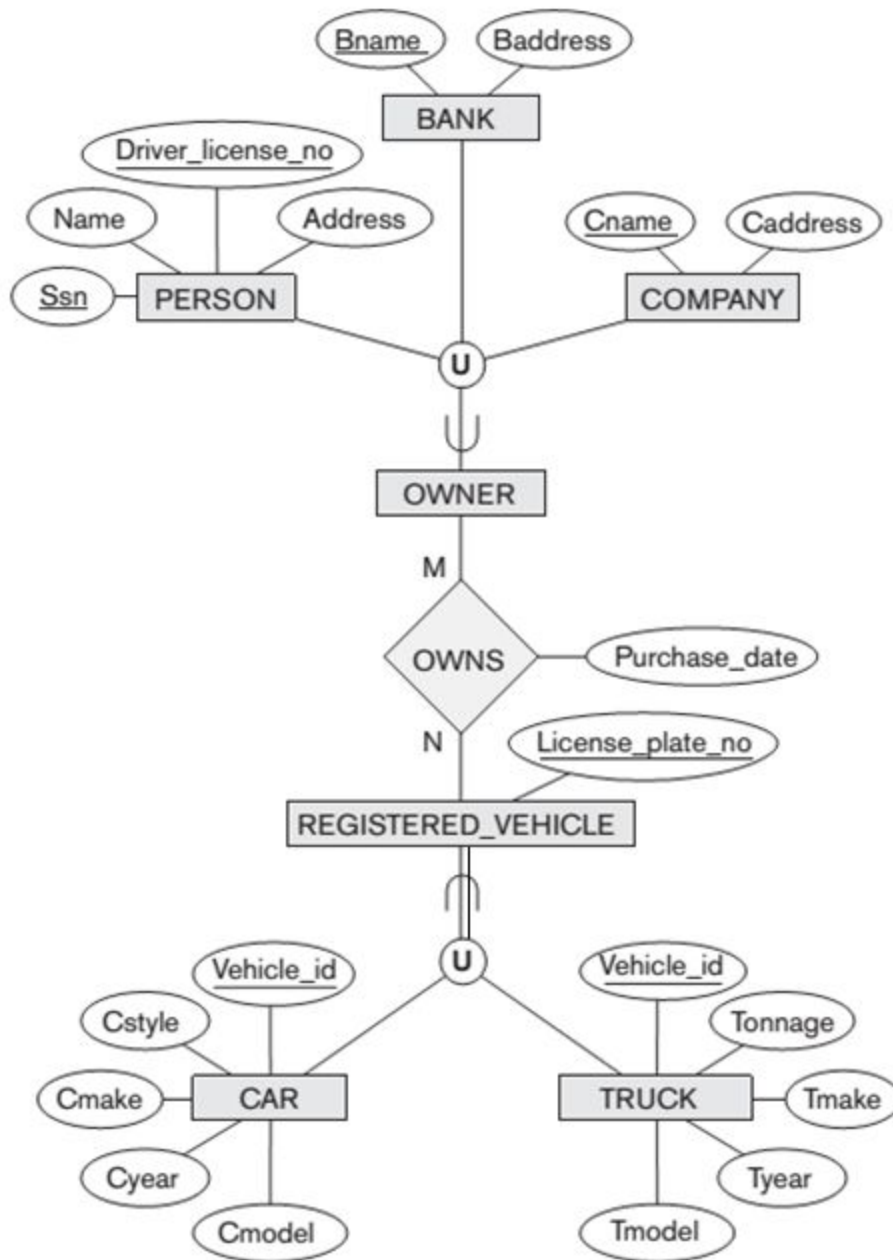 Bname
Baddress
BANK
Driver_license_no
Name
Address
Cname
Caddress
Ssn
PERSON
COMPANY
U
OWNER
M
OWNS
Purchase_date
N
License_plate_no
REGISTERED_VEHICLE
U
Vehicle_id
Vehicle_id
Cstyle
Tonnage
Cmake
CAR
TRUCK
Tmake
Cyear
Tyear
Cmodel
Tmodel